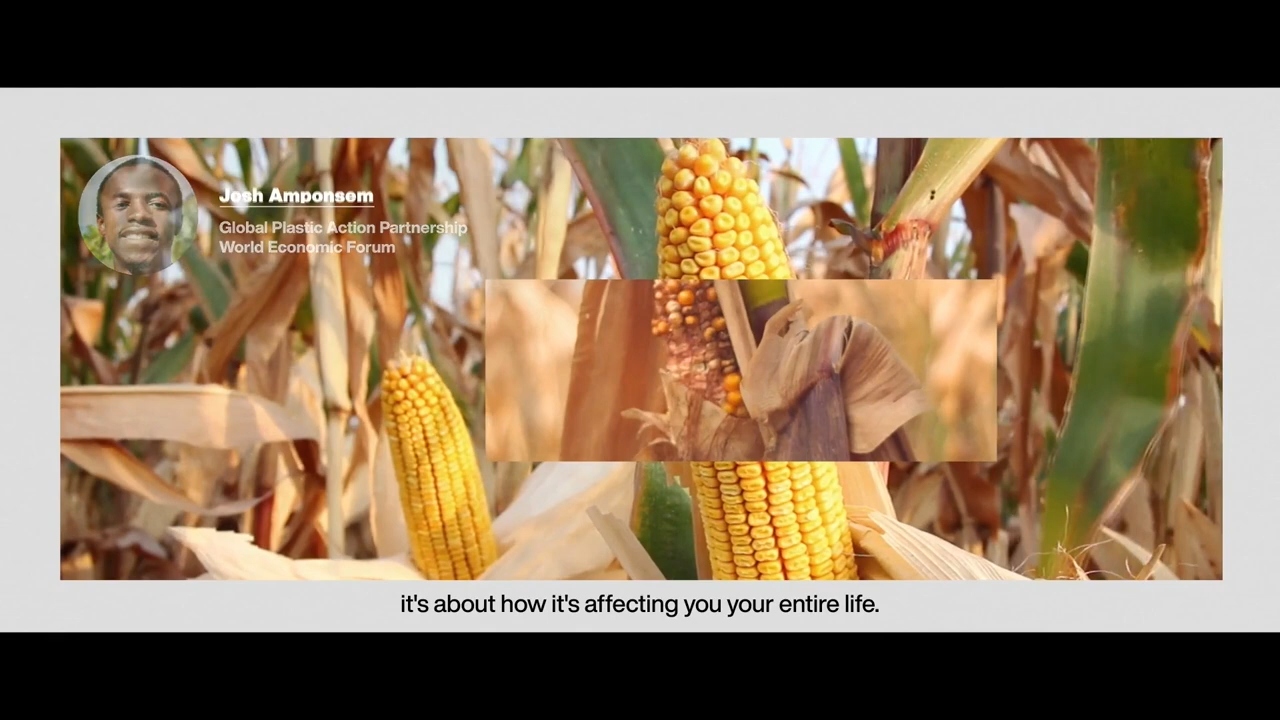 Josh Amponsem
Global Plastic Action Partnership
World Economic Forum
it's about how it's affecting you your entire life.